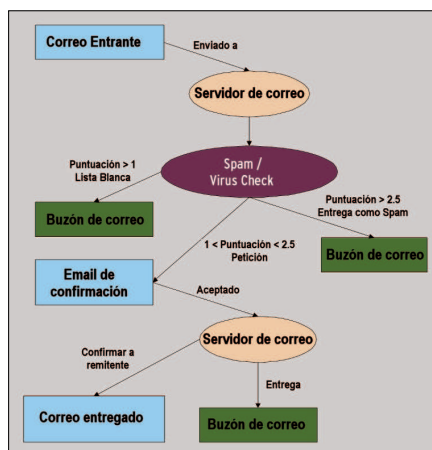 Correo Entrante
Enviado a
Servidor de correo
Spam /
Virus Check
Puntuación > 1
Lista Blanca
Puntuación > 2.5
Entrega como Spam
Buzón de correo
1 < Puntuación < 2.5
Petición
Buzón de correo
Email de
confirmación
Aceptado
Servidor de correo
Confirmar a
remitente
Entrega
Correo entregado
Buzón de correo